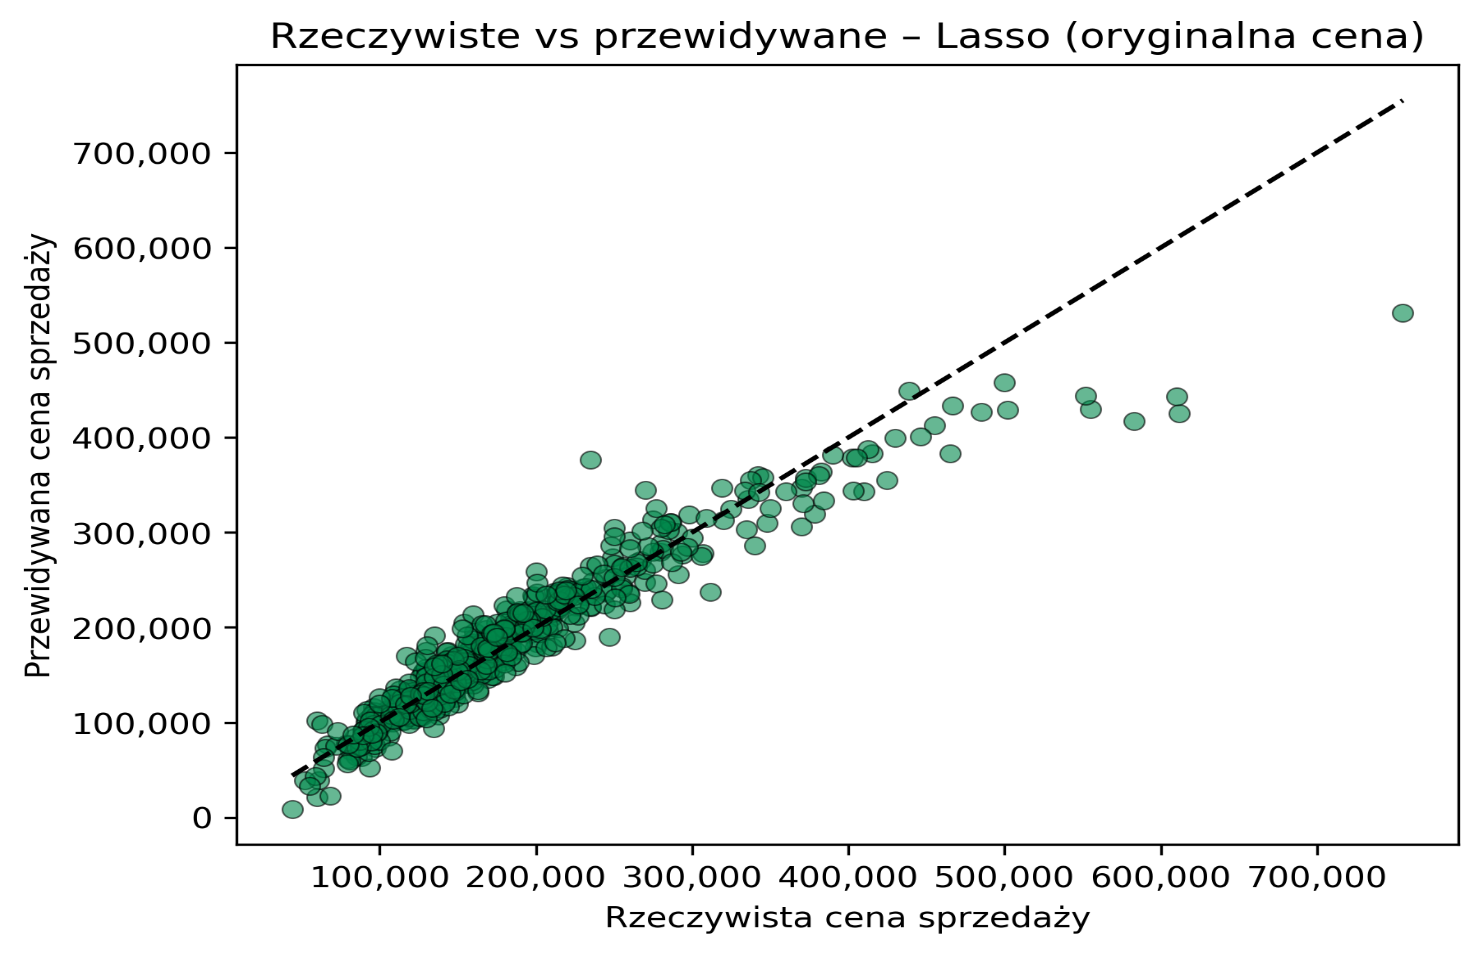 Rzeczywiste vs przewidywane – Lasso (oryginalna cena)
Przewidywana cena sprzedaży
700,000
600,000
500,000
400,000
300,000
200,000
100,000
0
100,000 200,000 300,000 400,000 500,000 600,000 700,000
Rzeczywista cena sprzedaży